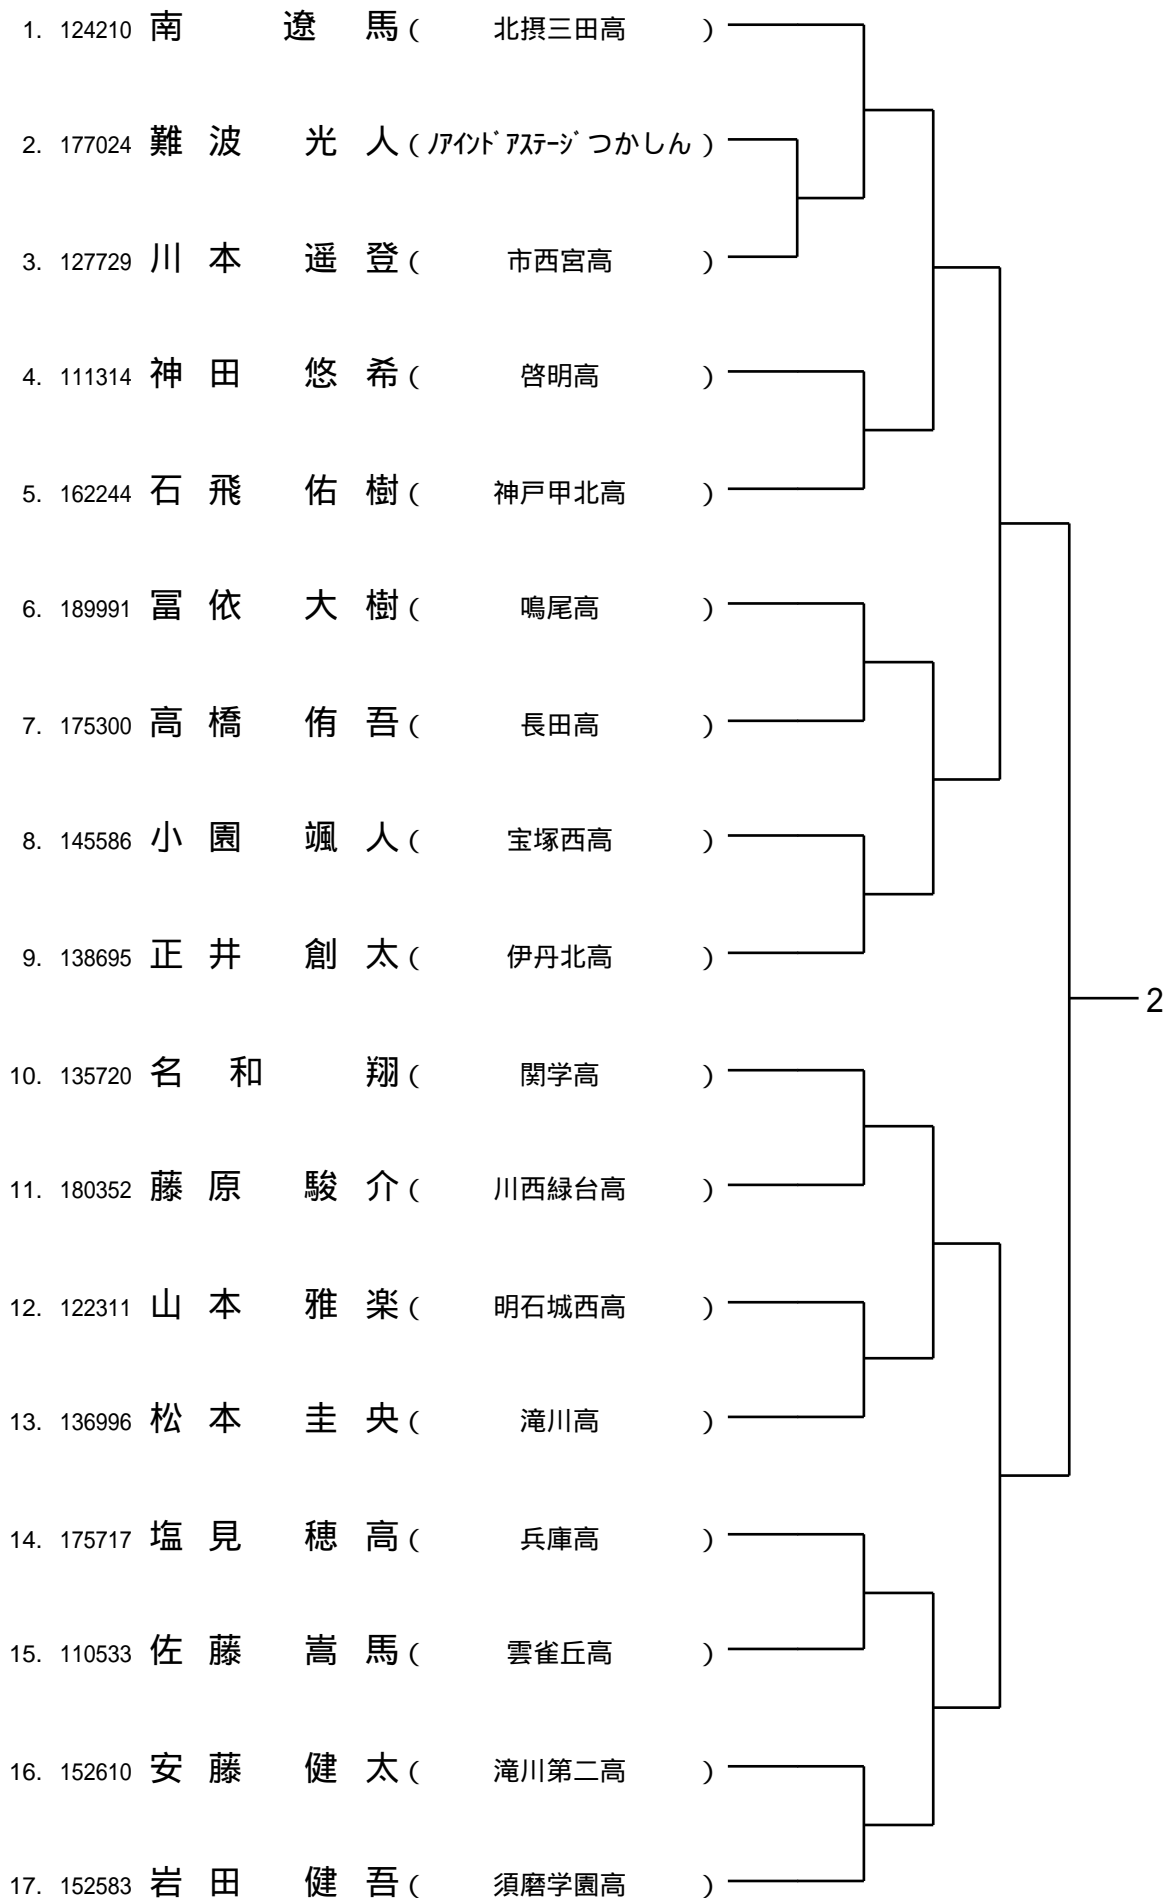 1. 124210 南 遼 馬 ( 北摂三田高 )
2. 177024 難 波 光 人 ( ﾉｱｲﾝﾄﾞｱｽﾃｰｼﾞつかしん )
3. 127729 川 本 遥 登 ( 市西宮高 )
4. 111314 神 田 悠 希 ( 啓明高 )
5. 162244 石 飛 佑 樹 ( 神戸甲北高 )
6. 189991 冨 依 大 樹 ( 鳴尾高 )
7. 175300 高 橋 侑 吾 ( 長田高 )
8. 145586 小 園 颯 人 ( 宝塚西高 )
9. 138695 正 井 創 太 ( 伊丹北高 )
2
10. 135720 名 和 翔 ( 関学高 )
11. 180352 藤 原 駿 介 ( 川西緑台高 )
12. 122311 山 本 雅 楽 ( 明石城西高 )
13. 136996 松 本 圭 央 ( 滝川高 )
14. 175717 塩 見 穂 高 ( 兵庫高 )
15. 110533 佐 藤 嵩 馬 ( 雲雀丘高 )
16. 152610 安 藤 健 太 ( 滝川第二高 )
17. 152583 岩 田 健 吾 ( 須磨学園高 )